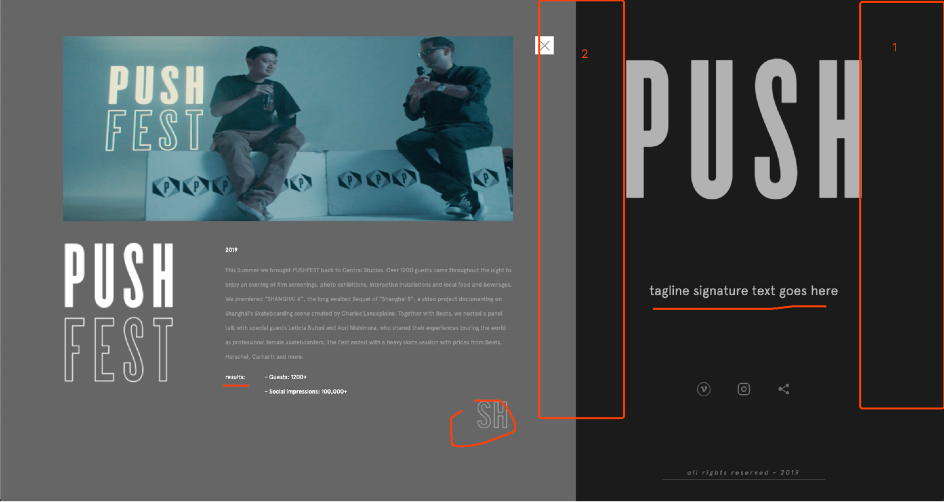 PUSH
FEST
P P P P P P
2
1
PUSH
PUSH
FEST
2019
This Summer we brought PUSHFEST back to Central Studios. Over 1200 guests came throughout the night to
enjoy an evening of film screenings, photo exhibitions, interactive installations and local food and beverages.
We premiered "SHANGHAI 6", the long awaited Sequel of "Shanghai 5", a video project documenting on
Shanghai's Skateboarding scene created by Charles Lanceplaine. Together with Beats, we hosted a panel
talk with special guests Leticia Bufoni and Aori Nishimura, who shared their experiences touring the world
as professional female skateboarders. The Fest ended with a heavy skate session with prizes from Beats,
Herschel, Carhartt and more.
results:
- Guests: 1200+
- Social impressions: 100,000+
SH
tagline signature text goes here
all rights reserved – 2019